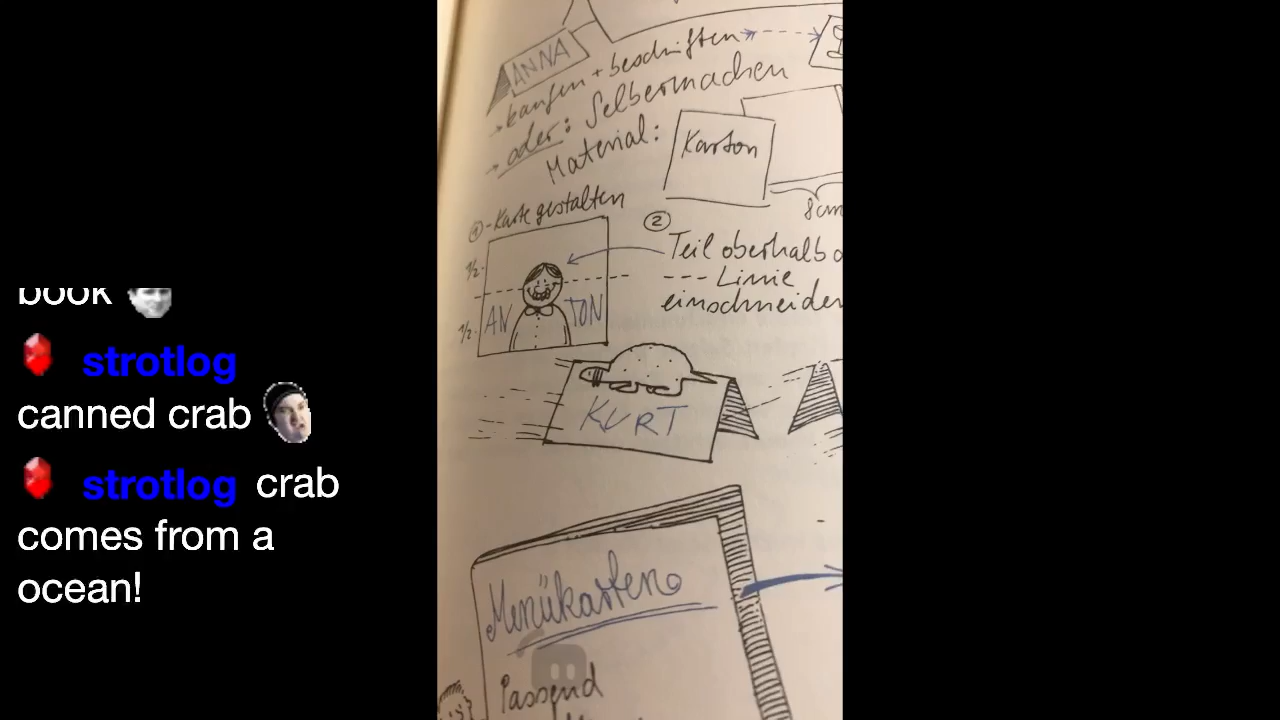 book
strotlog
canned crab
strotlog crab
comes from a
ocean!
ANNA
→ kaufen + beschriften
→ oder: Selbermachen
Material:
Karton
8cm
① - Karte gestalten
1/2
1/2
AN TON
②
Teil oberhalb
--- Linie
einschneiden
KURT
Menükarten
Passend